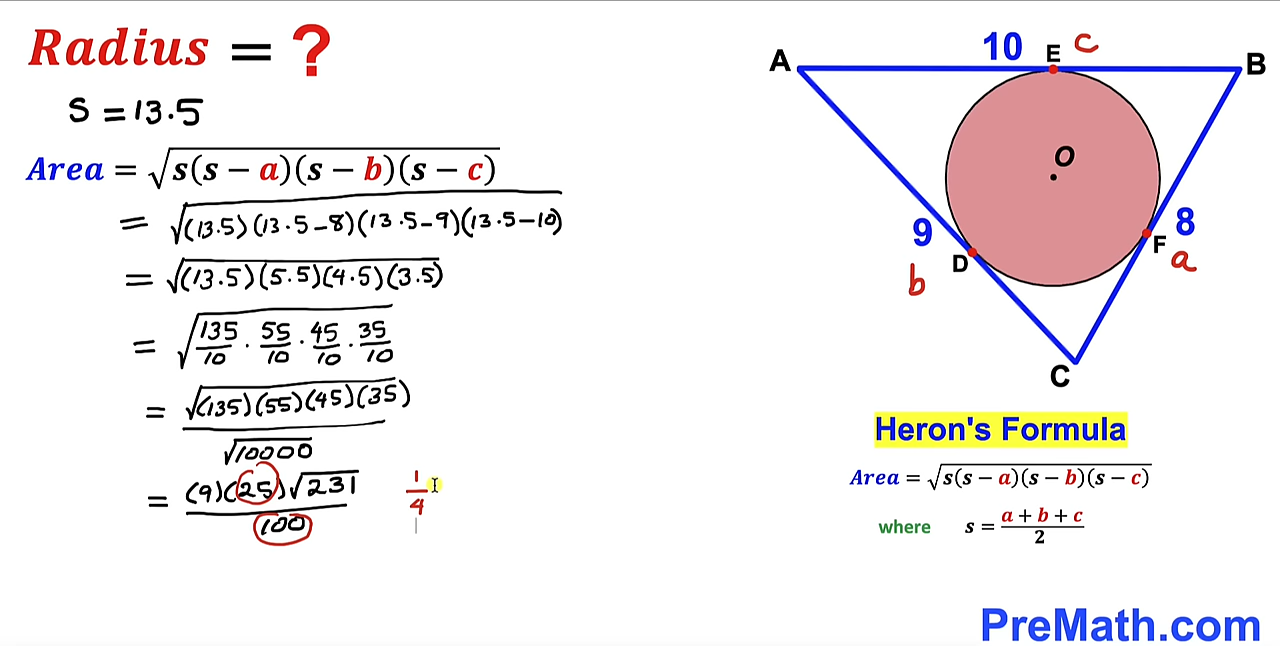 Radius = ?
S = 13.5
Area = √s(s − a)(s − b)(s − c)
= √(13.5)(13.5-8)(13.5-9)(13.5-10)
= √(13.5)(5.5)(4.5)(3.5)
= √135/10 · 55/10 · 45/10 · 35/10
= √(135)(55)(45)(35)
√10000
= (9)(25)√231
100
1/4
A
10
E
c
B
O
9
b
D
8
F
a
C
Heron's Formula
Area = √s(s − a)(s − b)(s − c)
where s = a + b + c
2
PreMath.com